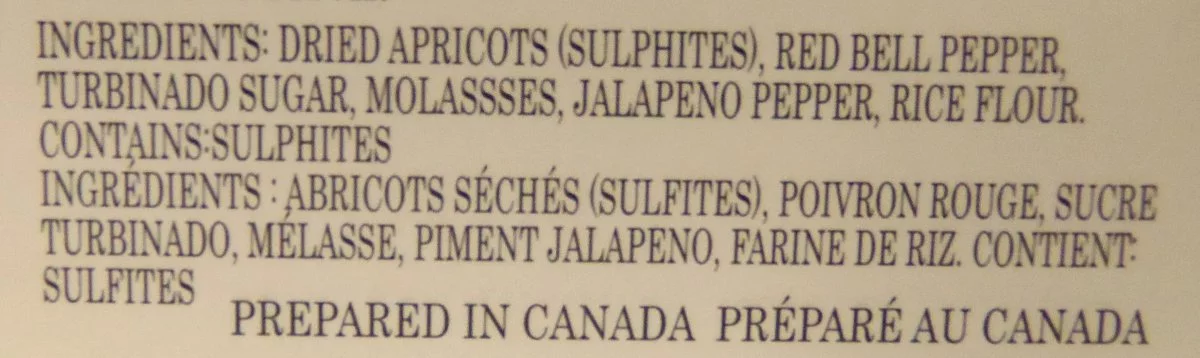 INGREDIENTS: DRIED APRICOTS (SULPHITES), RED BELL PEPPER,
TURBINADO SUGAR, MOLASSSES, JALAPENO PEPPER, RICE FLOUR.
CONTAINS:SULPHITES
INGRÉDIENTS : ABRICOTS SÉCHÉS (SULFITES), POIVRON ROUGE, SUCRE
TURBINADO, MÉLASSE, PIMENT JALAPENO, FARINE DE RIZ. CONTIENT:
SULFITES
PREPARED IN CANADA PRÉPARÉ AU CANADA